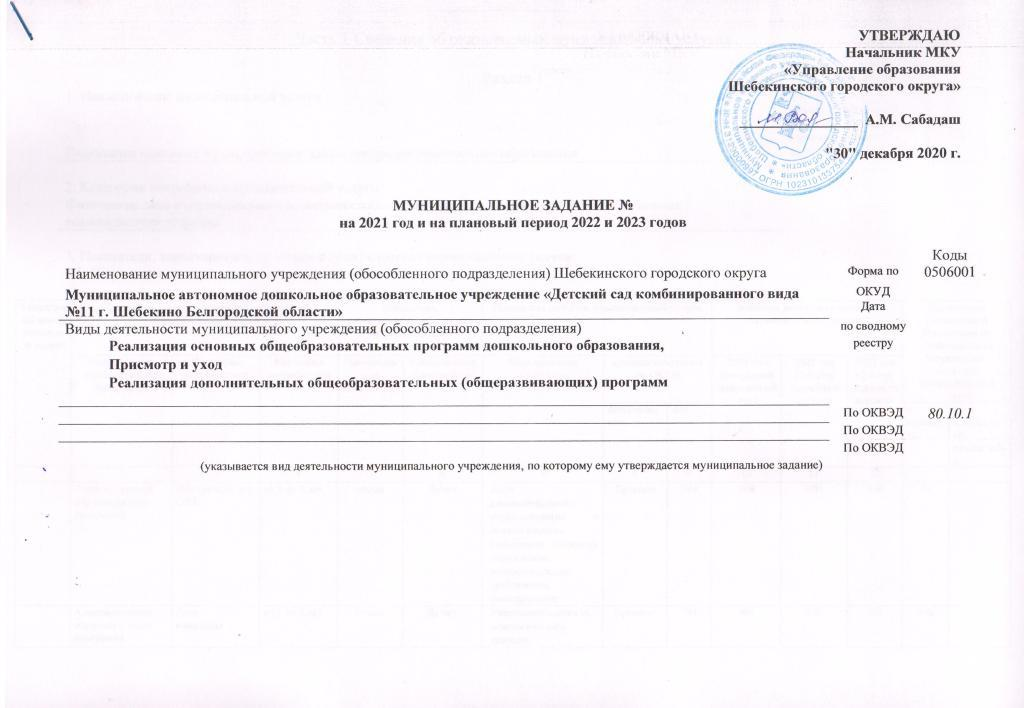 УТВЕРЖДАЮ
Начальник МКУ
«Управление образования
Шебекинского городского округа»
А.М. Сабадаш
"30" декабря 2020 г.
МУНИЦИПАЛЬНОЕ ЗАДАНИЕ №
на 2021 год и на плановый период 2022 и 2023 годов
Коды
Наименование муниципального учреждения (обособленного подразделения) Шебекинского городского округа Форма по 0506001
ОКУД
Муниципальное автономное дошкольное образовательное учреждение «Детский сад комбинированного вида
Дата
№11 г. Шебекино Белгородской области»
Виды деятельности муниципального учреждения (обособленного подразделения) по сводному
Реализация основных общеобразовательных программ дошкольного образования, реестру
Присмотр и уход
Реализация дополнительных общеобразовательных (общеразвивающих) программ
По ОКВЭД 80.10.1
По ОКВЭД
По ОКВЭД
(указывается вид деятельности муниципального учреждения, по которому ему утверждается муниципальное задание)